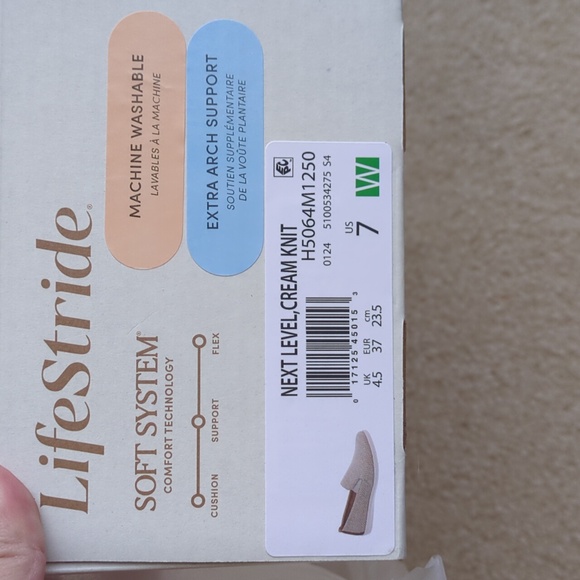 LifeStride®
SOFT SYSTEM®
COMFORT TECHNOLOGY
CUSHION SUPPORT FLEX
MACHINE WASHABLE
LAVABLES À LA MACHINE
EXTRA ARCH SUPPORT
SOUTIEN SUPPLÉMENTAIRE
DE LA VOÛTE PLANTAIRE
NEXT LEVEL,CREAM KNIT
H5064M1250
0124 5100534275 S4
0 17125 45015 3
UK EUR cm
4.5 37 23.5
US
7
W